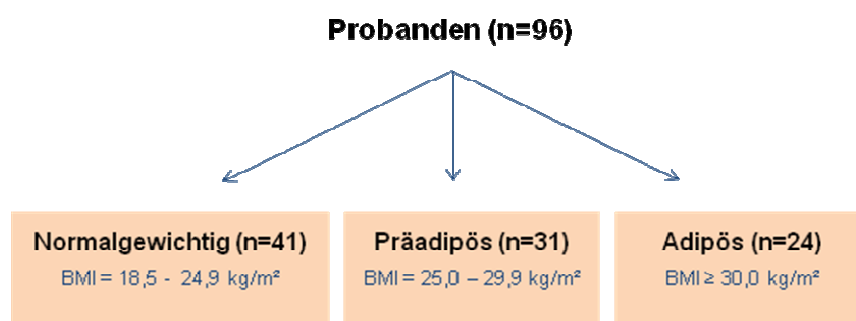 Probanden (n=96)
Normalgewichtig (n=41)
BMI = 18,5 - 24,9 kg/m²
Präadipös (n=31)
BMI = 25,0 – 29,9 kg/m²
Adipös (n=24)
BMI ≥ 30,0 kg/m²